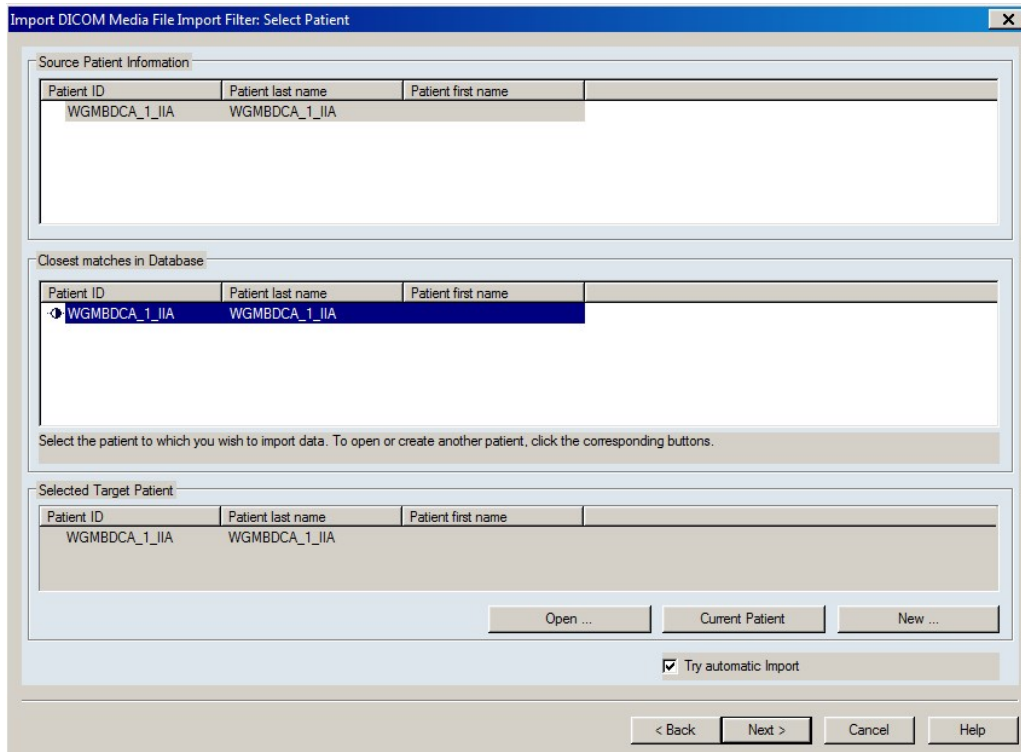 Import DICOM Media File Import Filter: Select Patient
Source Patient Information
Patient ID Patient last name Patient first name
WGMBDCA_1_IIA WGMBDCA_1_IIA
Closest matches in Database
Patient ID Patient last name Patient first name
WGMBDCA_1_IIA WGMBDCA_1_IIA
Select the patient to which you wish to import data. To open or create another patient, click the corresponding buttons.
Selected Target Patient
Patient ID Patient last name Patient first name
WGMBDCA_1_IIA WGMBDCA_1_IIA
Open ... Current Patient New ...
Try automatic Import
< Back Next > Cancel Help